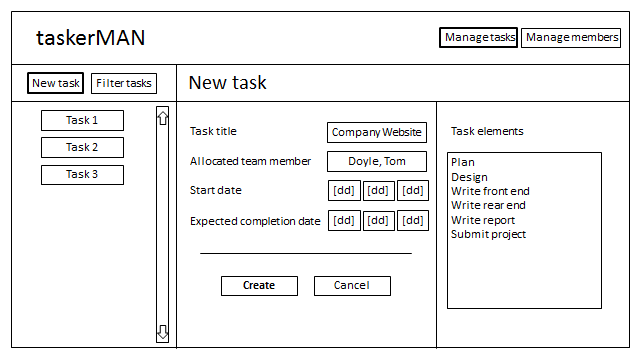 taskerMAN
Manage tasks
Manage members
New task
Filter tasks
New task
Task 1
Task 2
Task 3
Task title
Company Website
Allocated team member
Doyle, Tom
Start date
[dd] [dd] [dd]
Expected completion date
[dd] [dd] [dd]
Create
Cancel
Task elements
Plan
Design
Write front end
Write rear end
Write report
Submit project